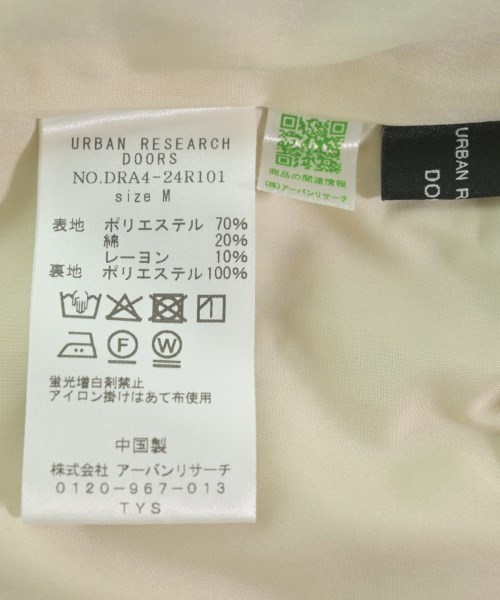 URBAN RESEARCH
DOORS
NO.DRA4-24R101
size M
表地 ポリエステル 70%
綿 20%
レーヨン 10%
裏地 ポリエステル 100%
蛍光増白剤禁止
アイロン掛けはあて布使用
中国製
株式会社 アーバンリサーチ
0120-967-013
TYS
商品の関連情報
(株)アーバンリサーチ
URBAN RESE
DOO